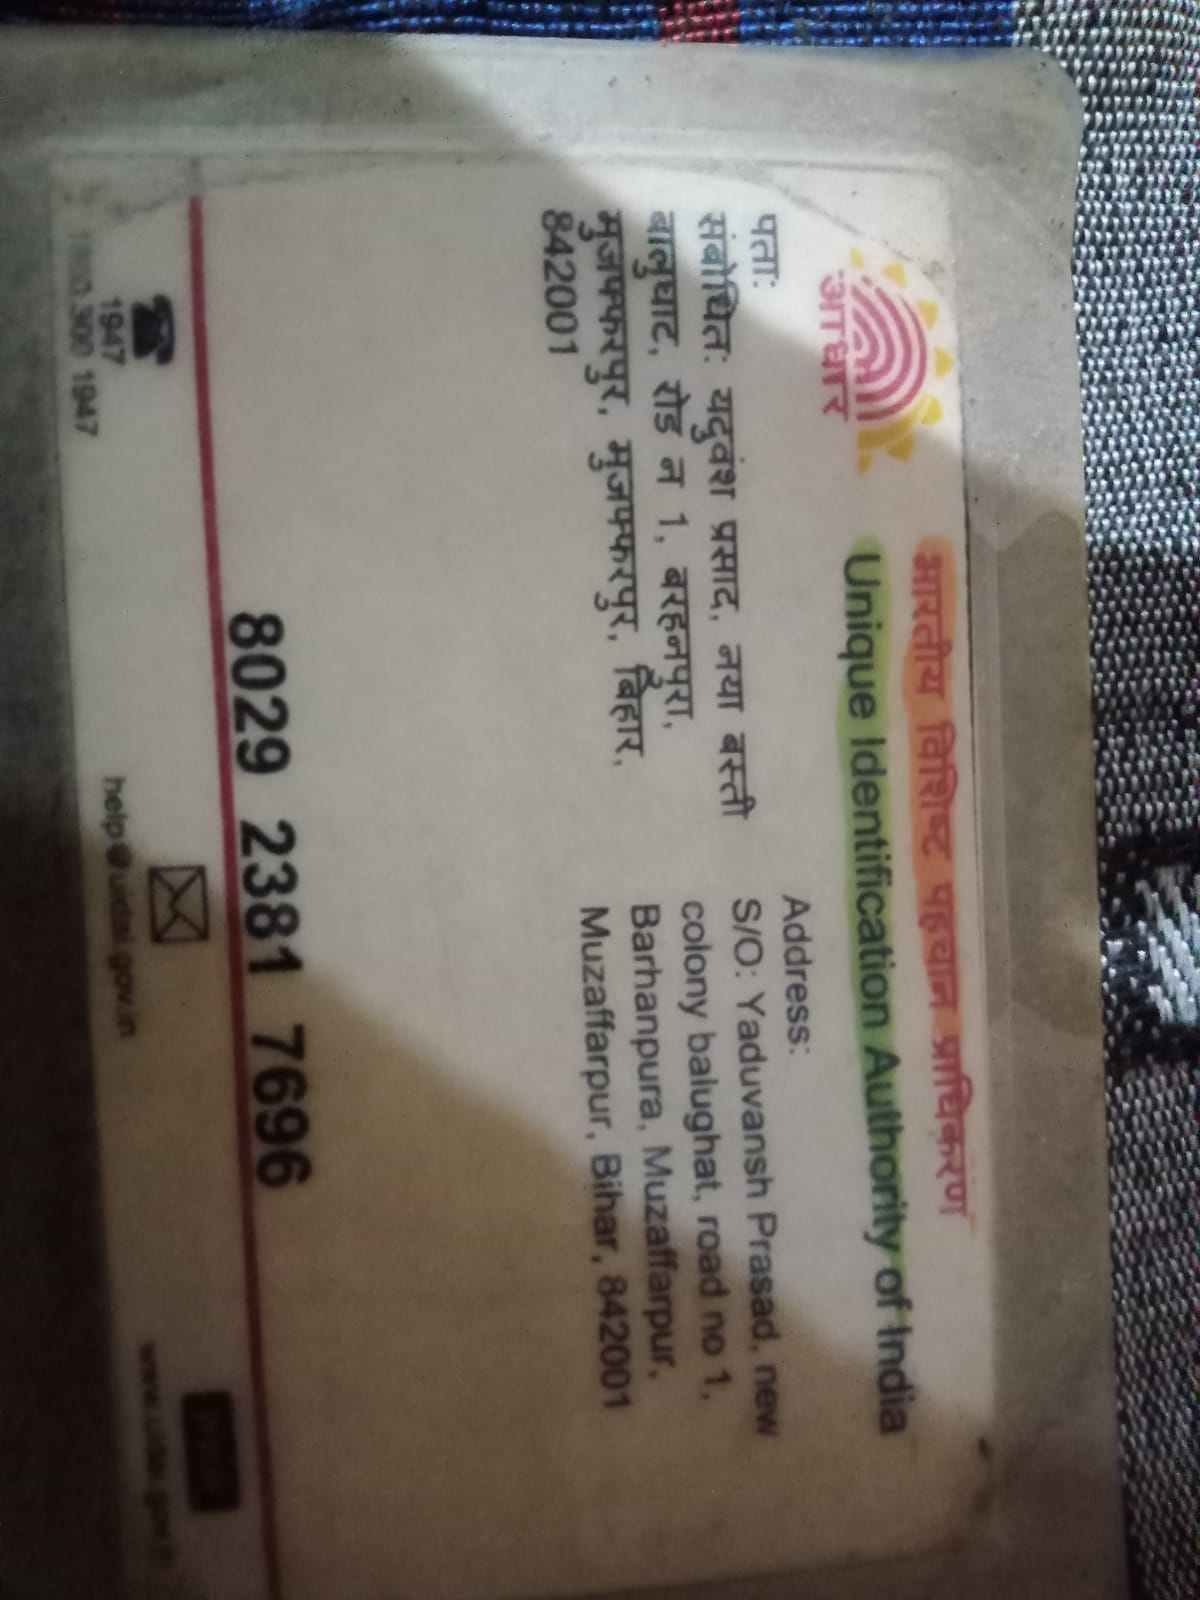 भारतीय विशिष्ट पहचान प्राधिकरण
Unique Identification Authority of India
आधार
पताः
संबोधितः यदुवंश प्रसाद, नया बस्ती
बालुघाट, रोड न 1, बरहनपुरा,
मुजफ्फरपुर, मुजफ्फरपुर, बिहार,
842001
Address:
S/O: Yaduvansh Prasad, new
colony balughat, road no 1,
Barhanpura, Muzaffarpur,
Muzaffarpur, Bihar, 842001
8029 2381 7696
1947
300 1947
help@uidai.gov.in
www.uidai.gov.in